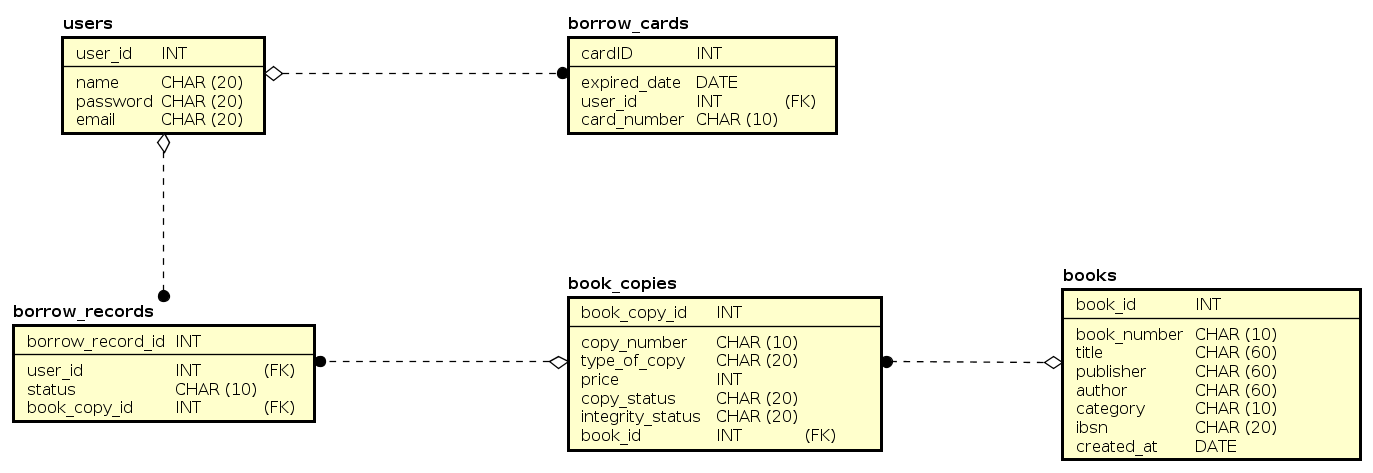 users
user_id INT
name CHAR (20)
password CHAR (20)
email CHAR (20)
borrow_cards
cardID INT
expired_date DATE
user_id INT (FK)
card_number CHAR (10)
borrow_records
borrow_record_id INT
user_id INT (FK)
status CHAR (10)
book_copy_id INT (FK)
book_copies
book_copy_id INT
copy_number CHAR (10)
type_of_copy CHAR (20)
price INT
copy_status CHAR (20)
integrity_status CHAR (20)
book_id INT (FK)
books
book_id INT
book_number CHAR (10)
title CHAR (60)
publisher CHAR (60)
author CHAR (60)
category CHAR (10)
ibsn CHAR (20)
created_at DATE